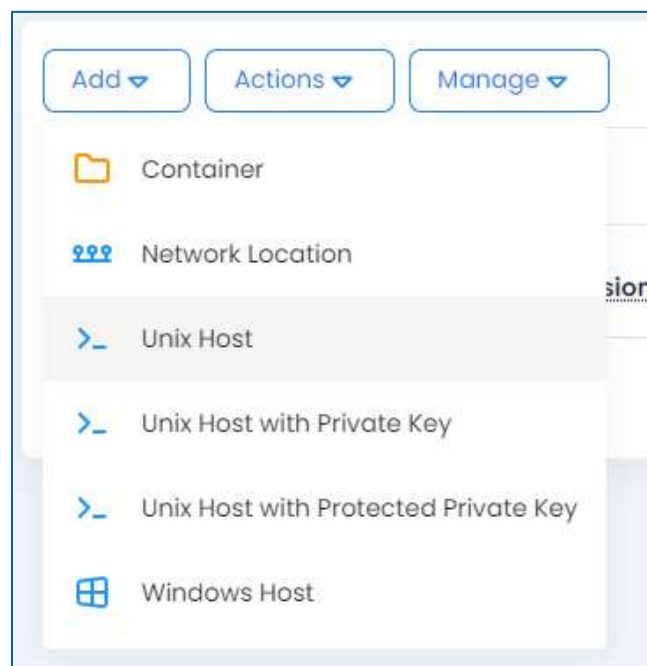 Add Actions Manage
Container
Network Location
sion
Unix Host
Unix Host with Private Key
Unix Host with Protected Private Key
Windows Host